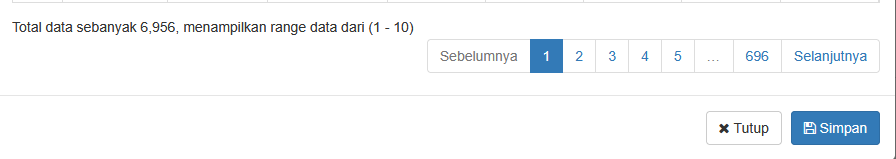 Total data sebanyak 6,956, menampilkan range data dari (1 - 10)
Sebelumnya 1 2 3 4 5 … 696 Selanjutnya
Tutup Simpan